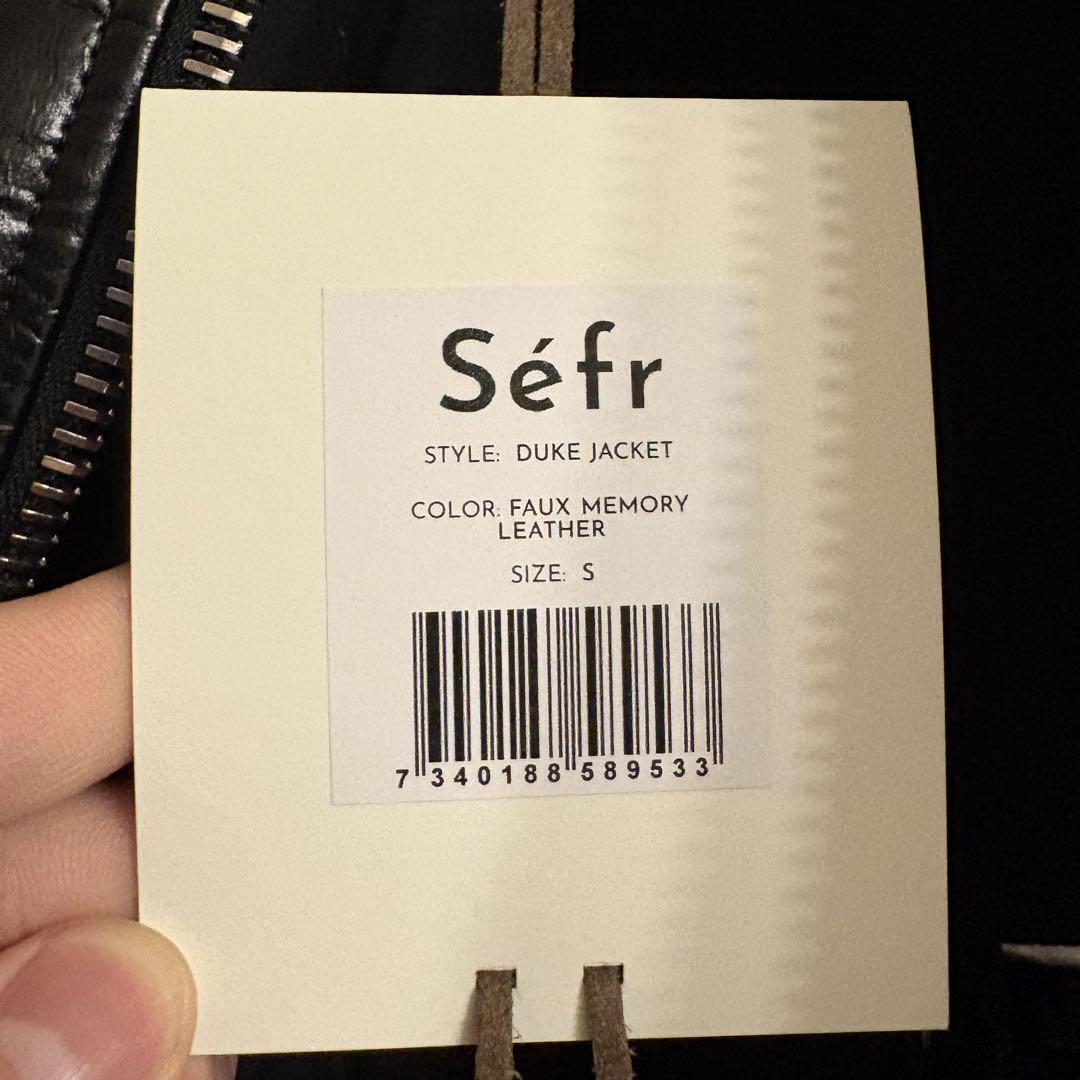 Séfr
STYLE: DUKE JACKET
COLOR: FAUX MEMORY
LEATHER
SIZE: S
7 340188 589533